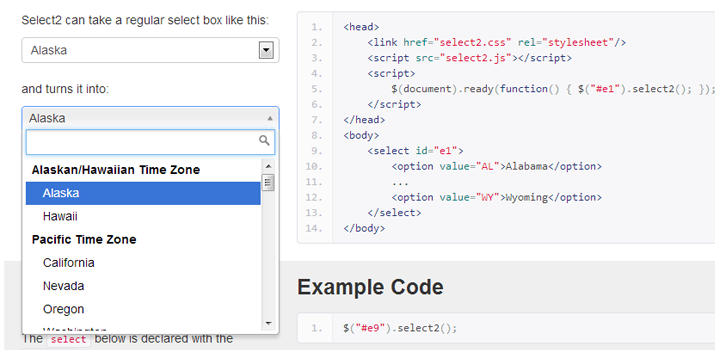 Select2 can take a regular select box like this:
Alaska
and turns it into:
Alaska
Alaskan/Hawaiian Time Zone
Alaska
Hawaii
Pacific Time Zone
California
Nevada
Oregon
Washington
The select below is declared with the
1. <head>
2. <link href="select2.css" rel="stylesheet"/>
3. <script src="select2.js"></script>
4. <script>
5. $(document).ready(function() { $("#e1").select2(); });
6. </script>
7. </head>
8. <body>
9. <select id="e1">
10. <option value="AL">Alabama</option>
11. ...
12. <option value="WY">Wyoming</option>
13. </select>
14. </body>
Example Code
1. $("#e9").select2();